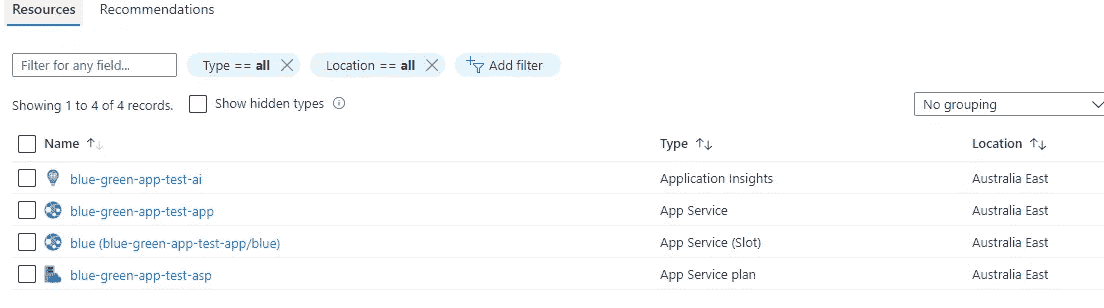 Resources Recommendations
Filter for any field... Type == all Location == all Add filter
Showing 1 to 4 of 4 records. Show hidden types No grouping
Name Type Location
blue-green-app-test-ai Application Insights Australia East
blue-green-app-test-app App Service Australia East
blue (blue-green-app-test-app/blue) App Service (Slot) Australia East
blue-green-app-test-asp App Service plan Australia East